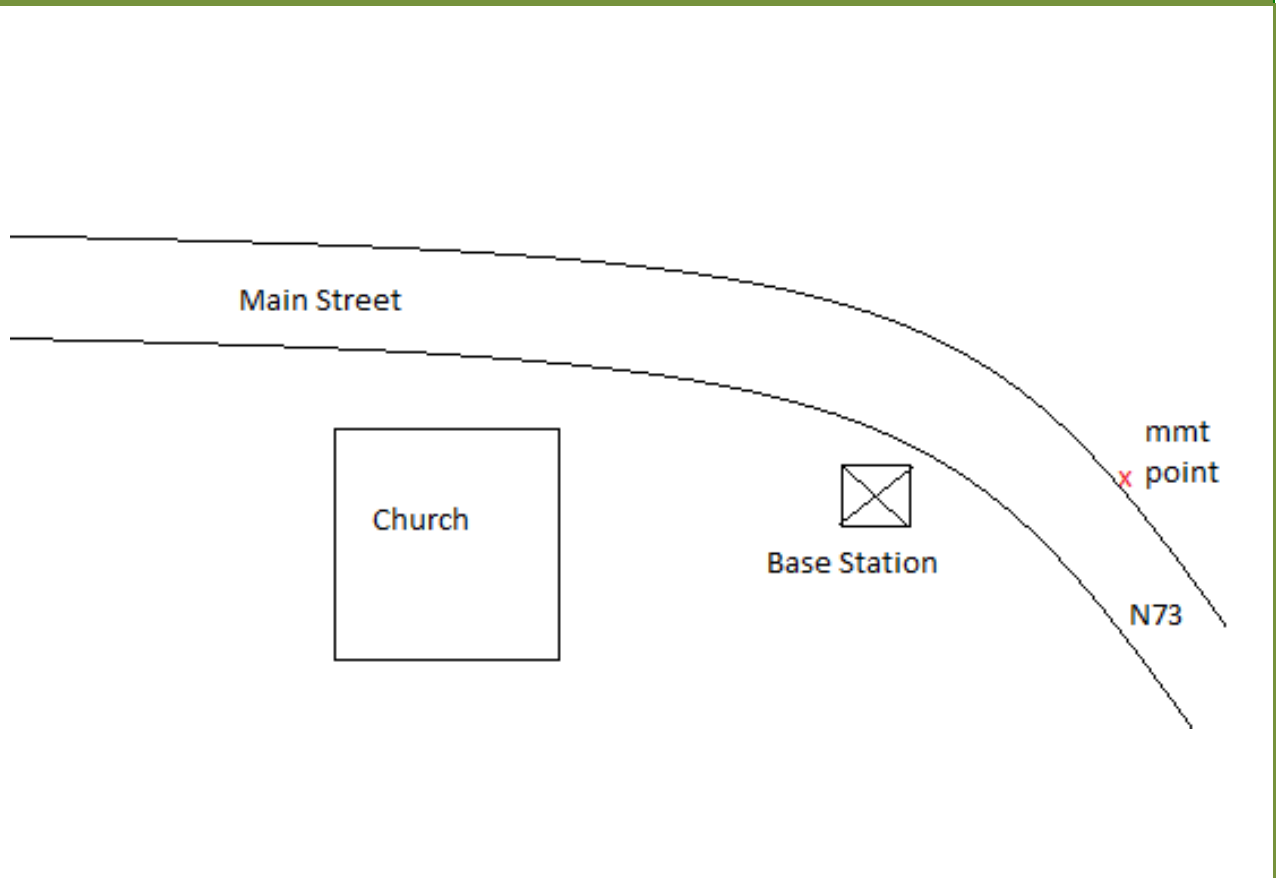 Main Street
mmt
x point
Church
Base Station
N73